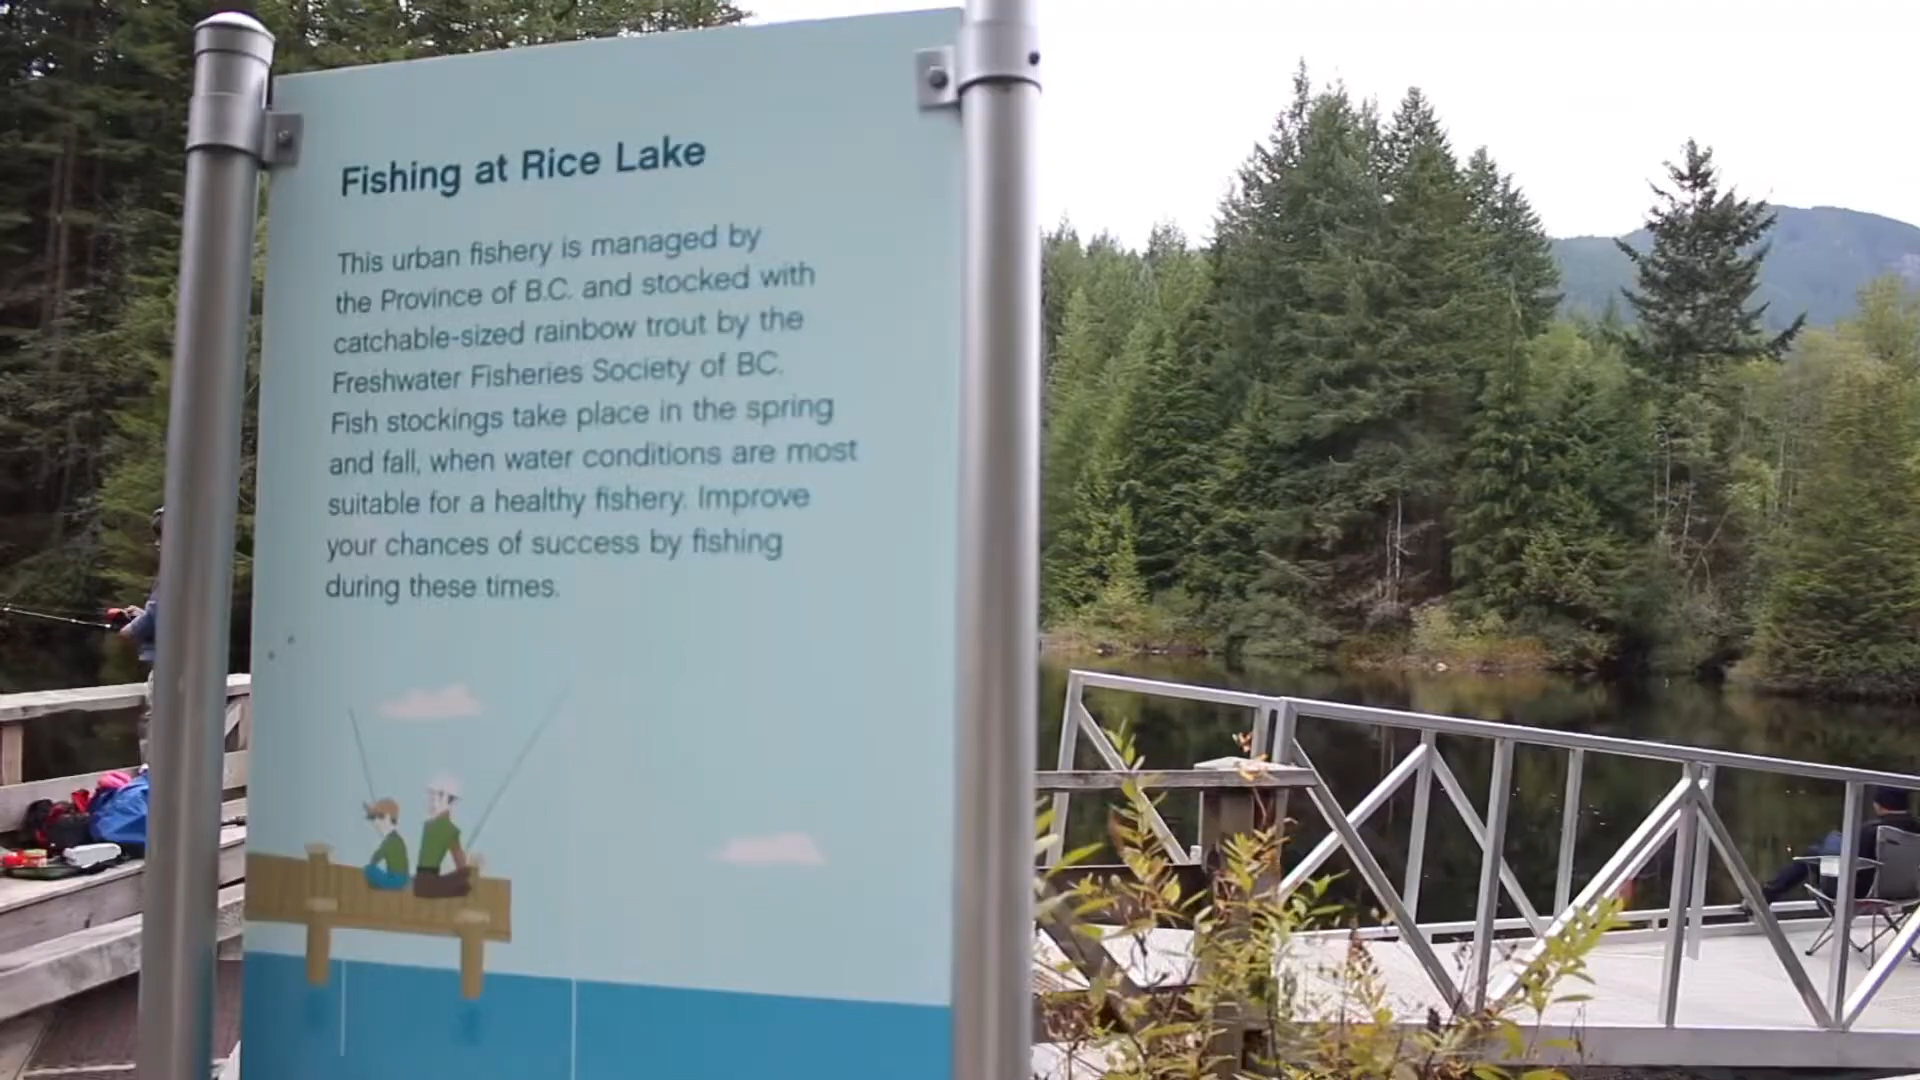 Fishing at Rice Lake
This urban fishery is managed by
the Province of B.C. and stocked with
catchable-sized rainbow trout by the
Freshwater Fisheries Society of BC.
Fish stockings take place in the spring
and fall, when water conditions are most
suitable for a healthy fishery. Improve
your chances of success by fishing
during these times.